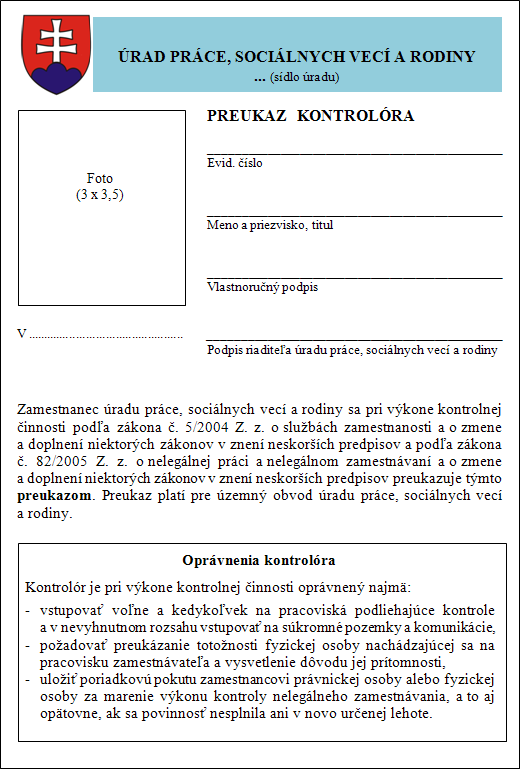 ÚRAD PRÁCE, SOCIÁLNYCH VECÍ A RODINY
... (sídlo úradu)
PREUKAZ KONTROLÓRA
Foto
(3 x 3,5)
Evid. číslo
Meno a priezvisko, titul
Vlastnoručný podpis
V ................................................
Podpis riaditeľa úradu práce, sociálnych vecí a rodiny
Zamestnanec úradu práce, sociálnych vecí a rodiny sa pri výkone kontrolnej
činnosti podľa zákona č. 5/2004 Z. z. o službách zamestnanosti a o zmene
a doplnení niektorých zákonov v znení neskorších predpisov a podľa zákona
č. 82/2005 Z. z. o nelegálnej práci a nelegálnom zamestnávaní a o zmene
a doplnení niektorých zákonov v znení neskorších predpisov preukazuje týmto
preukazom. Preukaz platí pre územný obvod úradu práce, sociálnych vecí
a rodiny.
Oprávnenia kontrolóra
Kontrolór je pri výkone kontrolnej činnosti oprávnený najmä:
- vstupovať voľne a kedykoľvek na pracoviská podliehajúce kontrole
a v nevyhnutnom rozsahu vstupovať na súkromné pozemky a komunikácie,
- požadovať preukázanie totožnosti fyzickej osoby nachádzajúcej sa na
pracovisku zamestnávateľa a vysvetlenie dôvodu jej prítomnosti,
- uložiť poriadkovú pokutu zamestnancovi právnickej osoby alebo fyzickej
osoby za marenie výkonu kontroly nelegálneho zamestnávania, a to aj
opätovne, ak sa povinnosť nesplnila ani v novo určenej lehote.